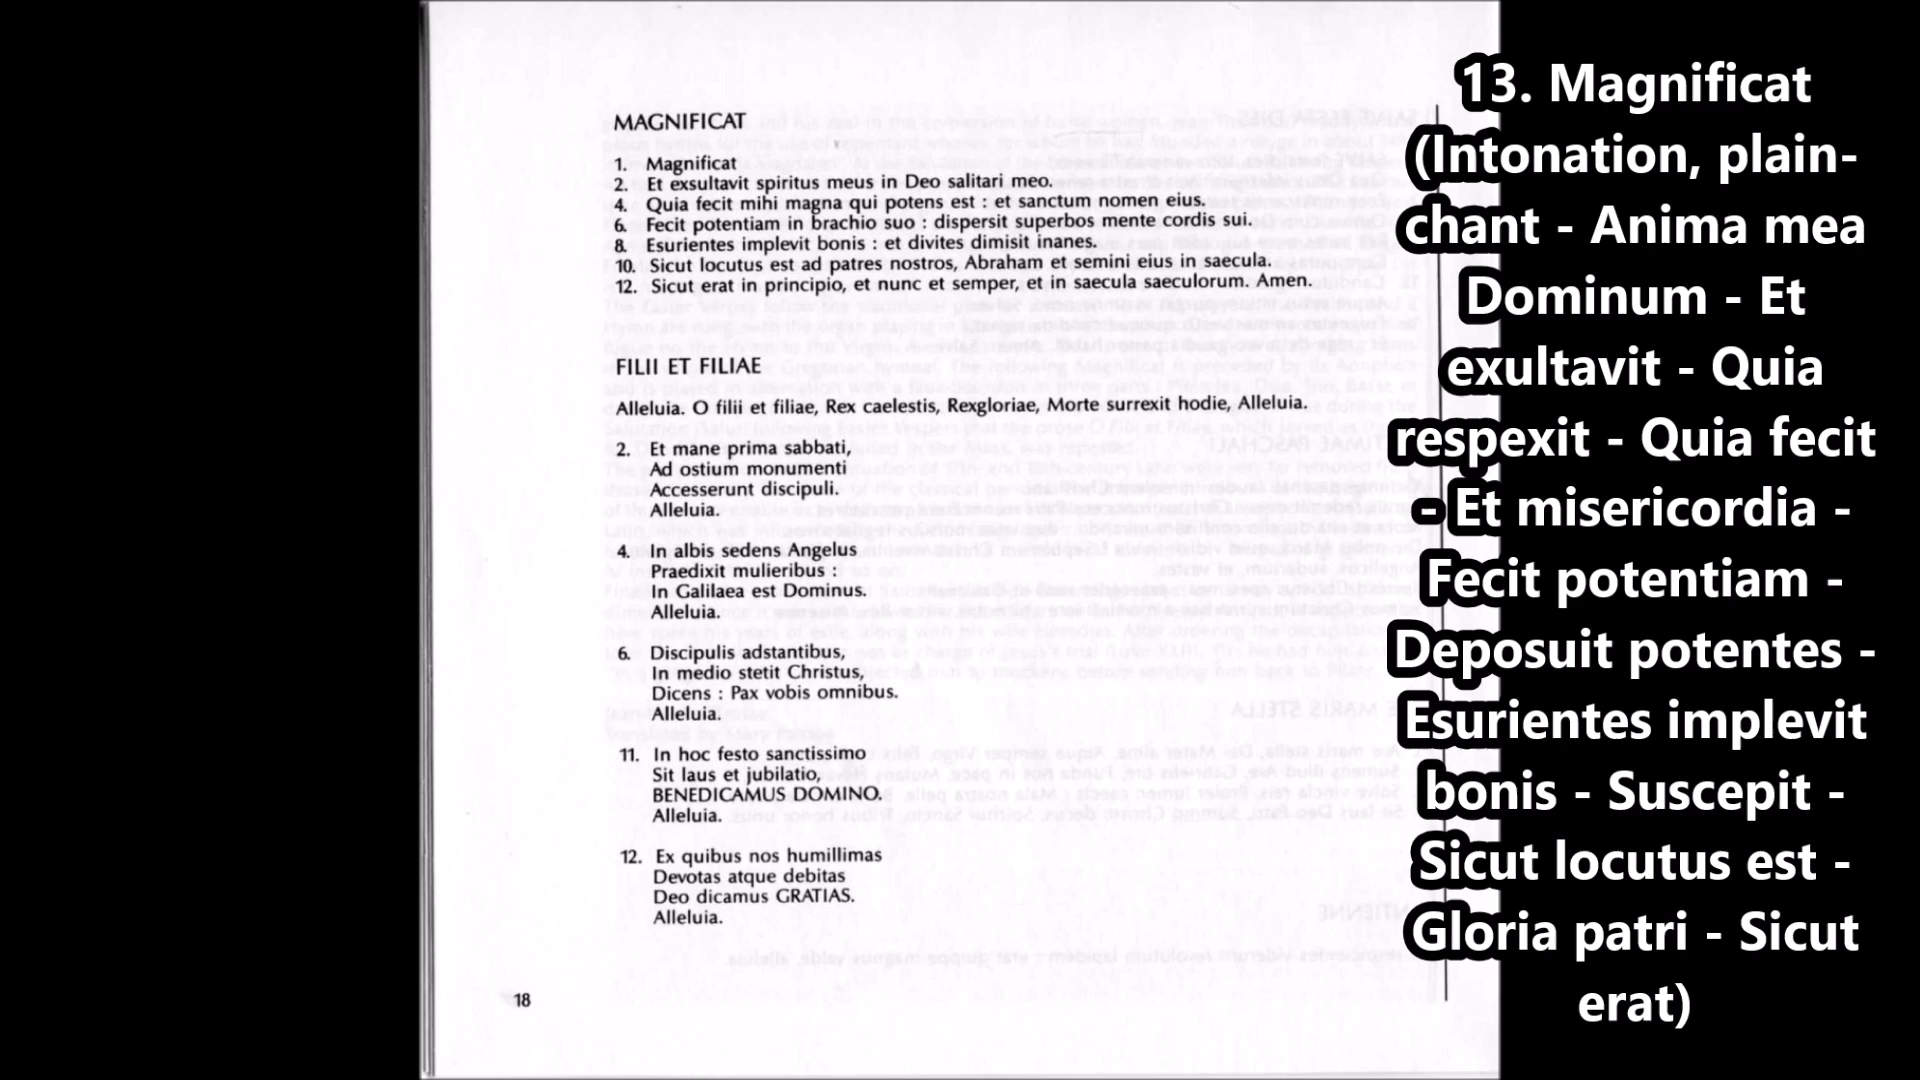 MAGNIFICAT
1. Magnificat
2. Et exsultavit spiritus meus in Deo salitari meo.
4. Quia fecit mihi magna qui potens est : et sanctum nomen eius.
6. Fecit potentiam in brachio suo : dispersit superbos mente cordis sui.
8. Esurientes implevit bonis : et divites dimisit inanes.
10. Sicut locutus est ad patres nostros, Abraham et semini eius in saecula.
12. Sicut erat in principio, et nunc et semper, et in saecula saeculorum. Amen.
FILII ET FILIAE
Alleluia. O filii et filiae, Rex caelestis, Rexgloriae, Morte surrexit hodie, Alleluia.
2. Et mane prima sabbati,
Ad ostium monumenti
Accesserunt discipuli.
Alleluia.
4. In albis sedens Angelus
Praedixit mulieribus :
In Galilaea est Dominus.
Alleluia.
6. Discipulis adstantibus,
In medio stetit Christus,
Dicens : Pax vobis omnibus.
Alleluia.
11. In hoc festo sanctissimo
Sit laus et jubilatio,
BENEDICAMUS DOMINO.
Alleluia.
12. Ex quibus nos humillimas
Devotas atque debitas
Deo dicamus GRATIAS.
Alleluia.
18
13. Magnificat
(Intonation, plain-
chant - Anima mea
Dominum - Et
exultavit - Quia
respexit - Quia fecit
- Et misericordia -
Fecit potentiam -
Deposuit potentes -
Esurientes implevit
bonis - Suscepit -
Sicut locutus est -
Gloria patri - Sicut
erat)